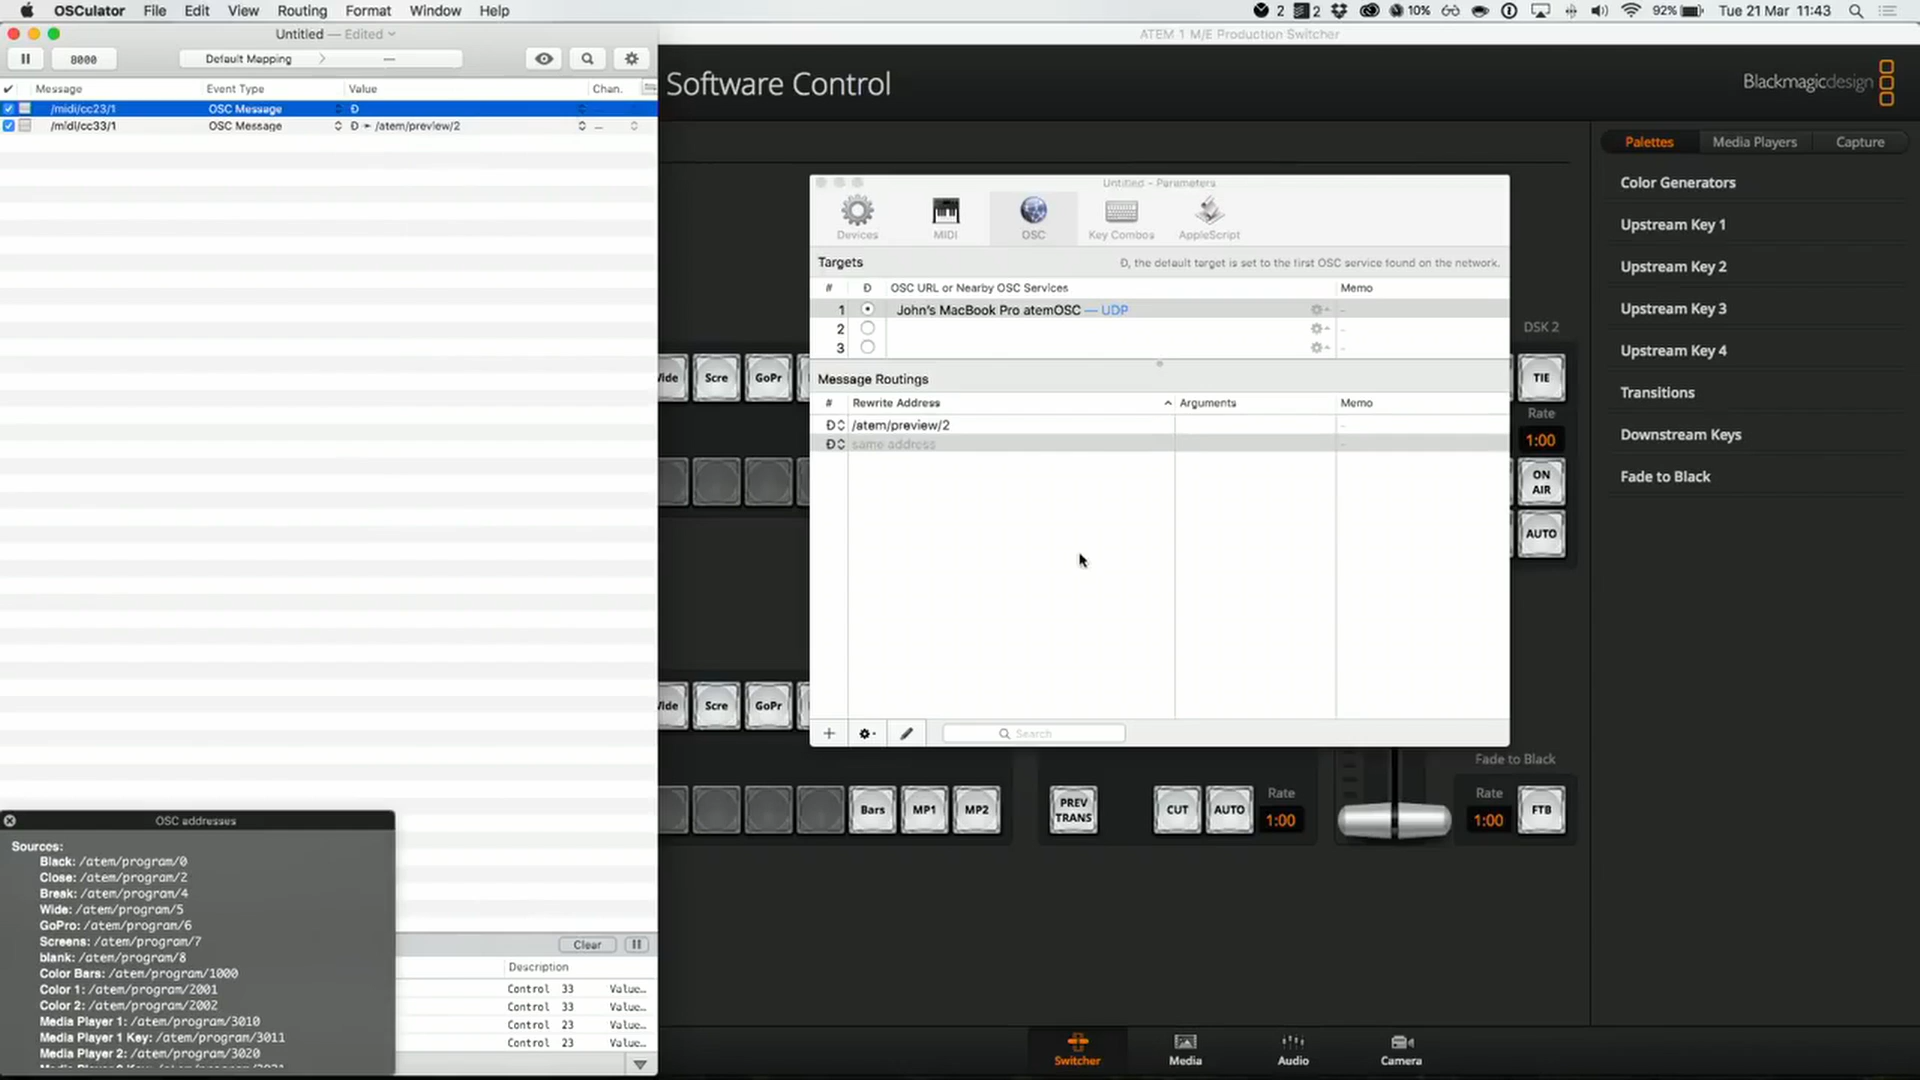 OSCulator File Edit View Routing Format Window Help
2 2 10% 92% Tue 21 Mar 11:43
Untitled — Edited
ATEM 1 M/E Production Switcher
8000 Default Mapping —
Software Control
Blackmagicdesign
Message Event Type Value Chan.
/midi/cc23/1 OSC Message Đ
/midi/cc33/1 OSC Message Đ /atem/preview/2 —
Palettes Media Players Capture
Color Generators
Upstream Key 1
Upstream Key 2
Upstream Key 3
Upstream Key 4
Transitions
Downstream Keys
Fade to Black
Untitled - Parameters
Devices MIDI OSC Key Combos AppleScript
Targets Đ, the default target is set to the first OSC service found on the network.
# Đ OSC URL or Nearby OSC Services Memo
1 John's MacBook Pro atemOSC — UDP -
2 -
3 -
Message Routings
# Rewrite Address Arguments Memo
Đ /atem/preview/2 -
Đ same address -
Search
DSK 2
TIE
Rate
1:00
ON
AIR
AUTO
Scre GoPr
Scre GoPr
Bars MP1 MP2
PREV
TRANS
CUT AUTO
Rate
1:00
Fade to Black
Rate
1:00
FTB
OSC addresses
Sources:
Black: /atem/program/0
Close: /atem/program/2
Break: /atem/program/4
Wide: /atem/program/5
GoPro: /atem/program/6
Screens: /atem/program/7
blank: /atem/program/8
Color Bars: /atem/program/1000
Color 1: /atem/program/2001
Color 2: /atem/program/2002
Media Player 1: /atem/program/3010
Media Player 1 Key: /atem/program/3011
Media Player 2: /atem/program/3020
Clear
Description
Control 33 Value…
Control 33 Value…
Control 23 Value…
Control 23 Value…
Switcher Media Audio Camera